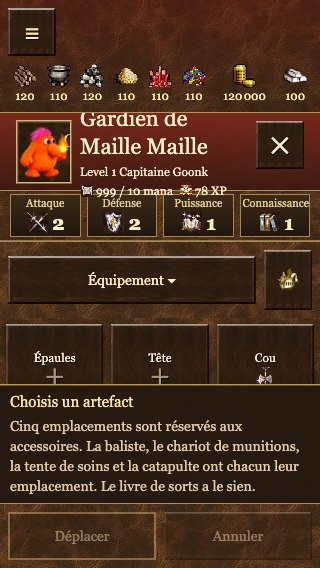 120 110 120 110 110 110 120 000 100
Gardien de
Maille Maille
Level 1 Capitaine Goonk
999 / 10 mana 78 XP
Attaque Défense Puissance Connaissance
2 2 1 1
Équipement
Épaules Tête Cou
Choisis un artefact
Cinq emplacements sont réservés aux
accessoires. La baliste, le chariot de munitions,
la tente de soins et la catapulte ont chacun leur
emplacement. Le livre de sorts a le sien.
Déplacer Annuler